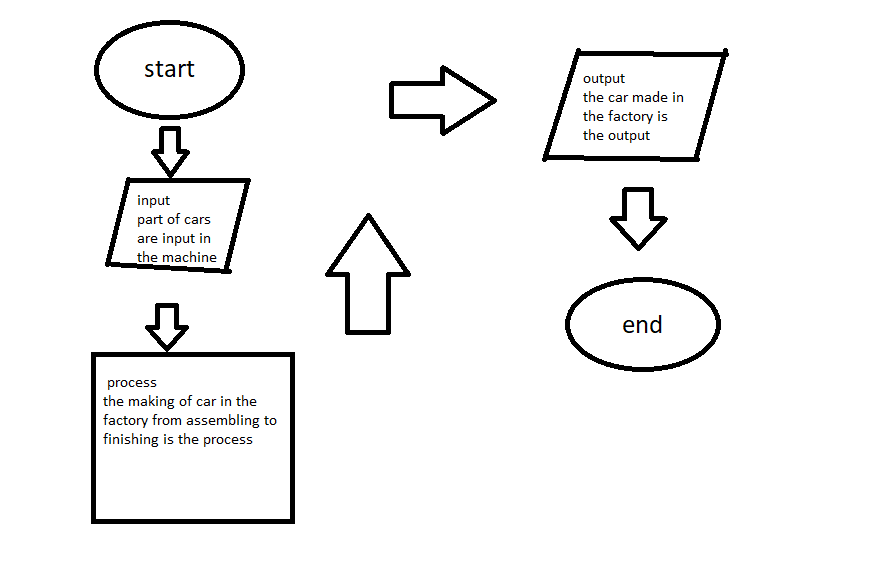 start
input
part of cars
are input in
the machine
process
the making of car in the
factory from assembling to
finishing is the process
output
the car made in
the factory is
the output
end